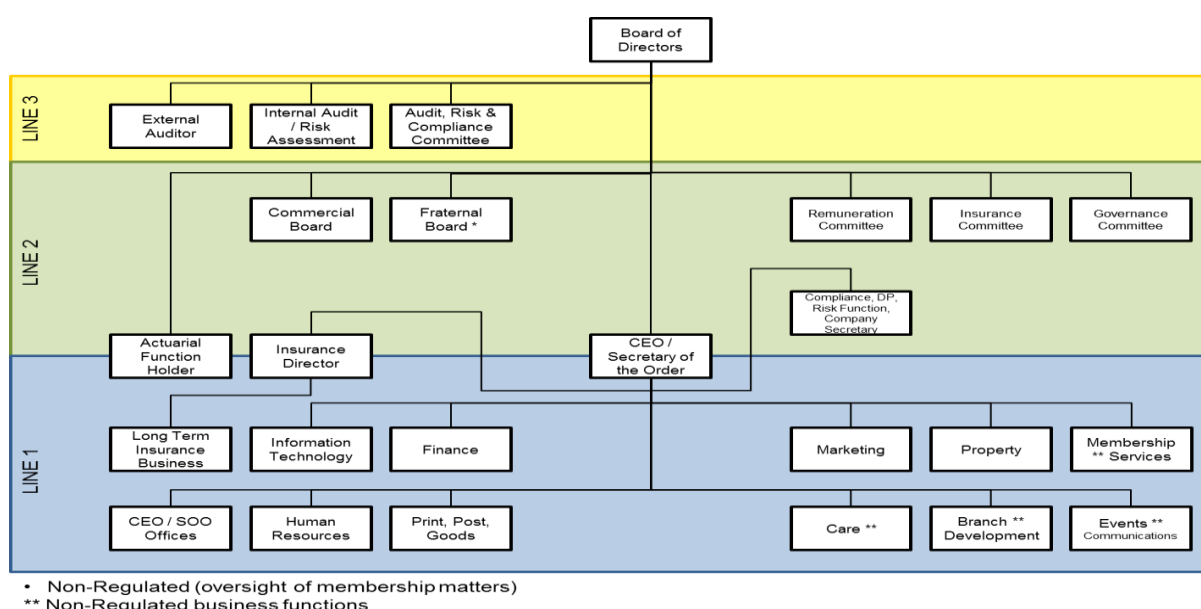 Board of
Directors
LINE 3
External
Auditor
Internal Audit
/ Risk
Assessment
Audit, Risk &
Compliance
Committee
LINE 2
Commercial
Board
Fraternal
Board *
Remuneration
Committee
Insurance
Committee
Governance
Committee
Compliance, DP,
Risk Function,
Company
Secretary
Actuarial
Function
Holder
Insurance
Director
CEO /
Secretary of
the Order
LINE 1
Long Term
Insurance
Business
Information
Technology
Finance
Marketing
Property
Membership
** Services
CEO / SOO
Offices
Human
Resources
Print, Post,
Goods
Care **
Branch **
Development
Events **
Communications
• Non-Regulated (oversight of membership matters)
** Non-Regulated business functions